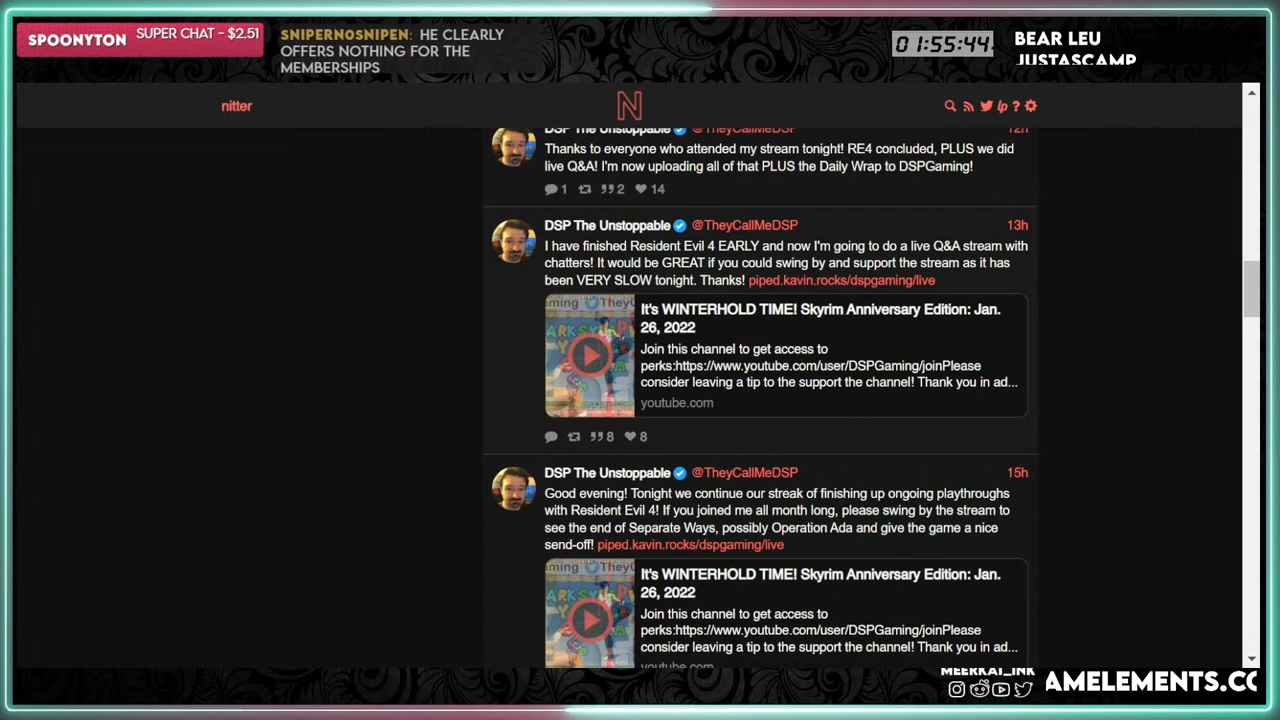 SPOONYTON
SUPER CHAT - $2.51
SNIPERNOSNIPEN: HE CLEARLY
OFFERS NOTHING FOR THE
MEMBERSHIPS
01:55:44
BEAR LEU
JUSTASCAMP
nitter
N
lp ?
DSP The Unstoppable @TheyCallMeDSP 12h
Thanks to everyone who attended my stream tonight! RE4 concluded, PLUS we did
live Q&A! I'm now uploading all of that PLUS the Daily Wrap to DSPGaming!
1 2 14
DSP The Unstoppable @TheyCallMeDSP 13h
I have finished Resident Evil 4 EARLY and now I'm going to do a live Q&A stream with
chatters! It would be GREAT if you could swing by and support the stream as it has
been VERY SLOW tonight. Thanks! piped.kavin.rocks/dspgaming/live
It's WINTERHOLD TIME! Skyrim Anniversary Edition: Jan.
26, 2022
Join this channel to get access to
perks:https://www.youtube.com/user/DSPGaming/joinPlease
consider leaving a tip to the support the channel! Thank you in ad...
youtube.com
8 8
DSP The Unstoppable @TheyCallMeDSP 15h
Good evening! Tonight we continue our streak of finishing up ongoing playthroughs
with Resident Evil 4! If you joined me all month long, please swing by the stream to
see the end of Separate Ways, possibly Operation Ada and give the game a nice
send-off! piped.kavin.rocks/dspgaming/live
It's WINTERHOLD TIME! Skyrim Anniversary Edition: Jan.
26, 2022
Join this channel to get access to
perks:https://www.youtube.com/user/DSPGaming/joinPlease
consider leaving a tip to the support the channel! Thank you in ad...
youtube.com
MEERKAT_INK
AMELEMENTS.CO